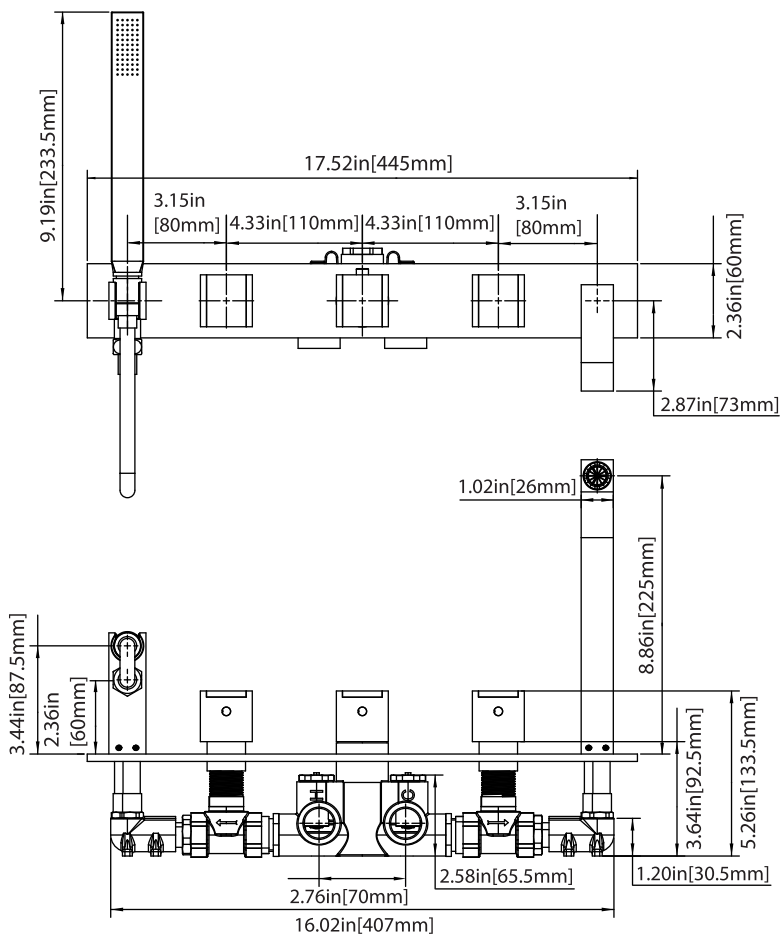 9.19in[233.5mm]
17.52in[445mm]
3.15in
[80mm]
4.33in[110mm]
4.33in[110mm]
3.15in
[80mm]
2.36in[60mm]
2.87in[73mm]
1.02in[26mm]
8.86in[225mm]
3.44in[87.5mm]
2.36in
[60mm]
H
C
3.64in[92.5mm]
5.26in[133.5mm]
2.58in[65.5mm]
1.20in[30.5mm]
2.76in[70mm]
16.02in[407mm]